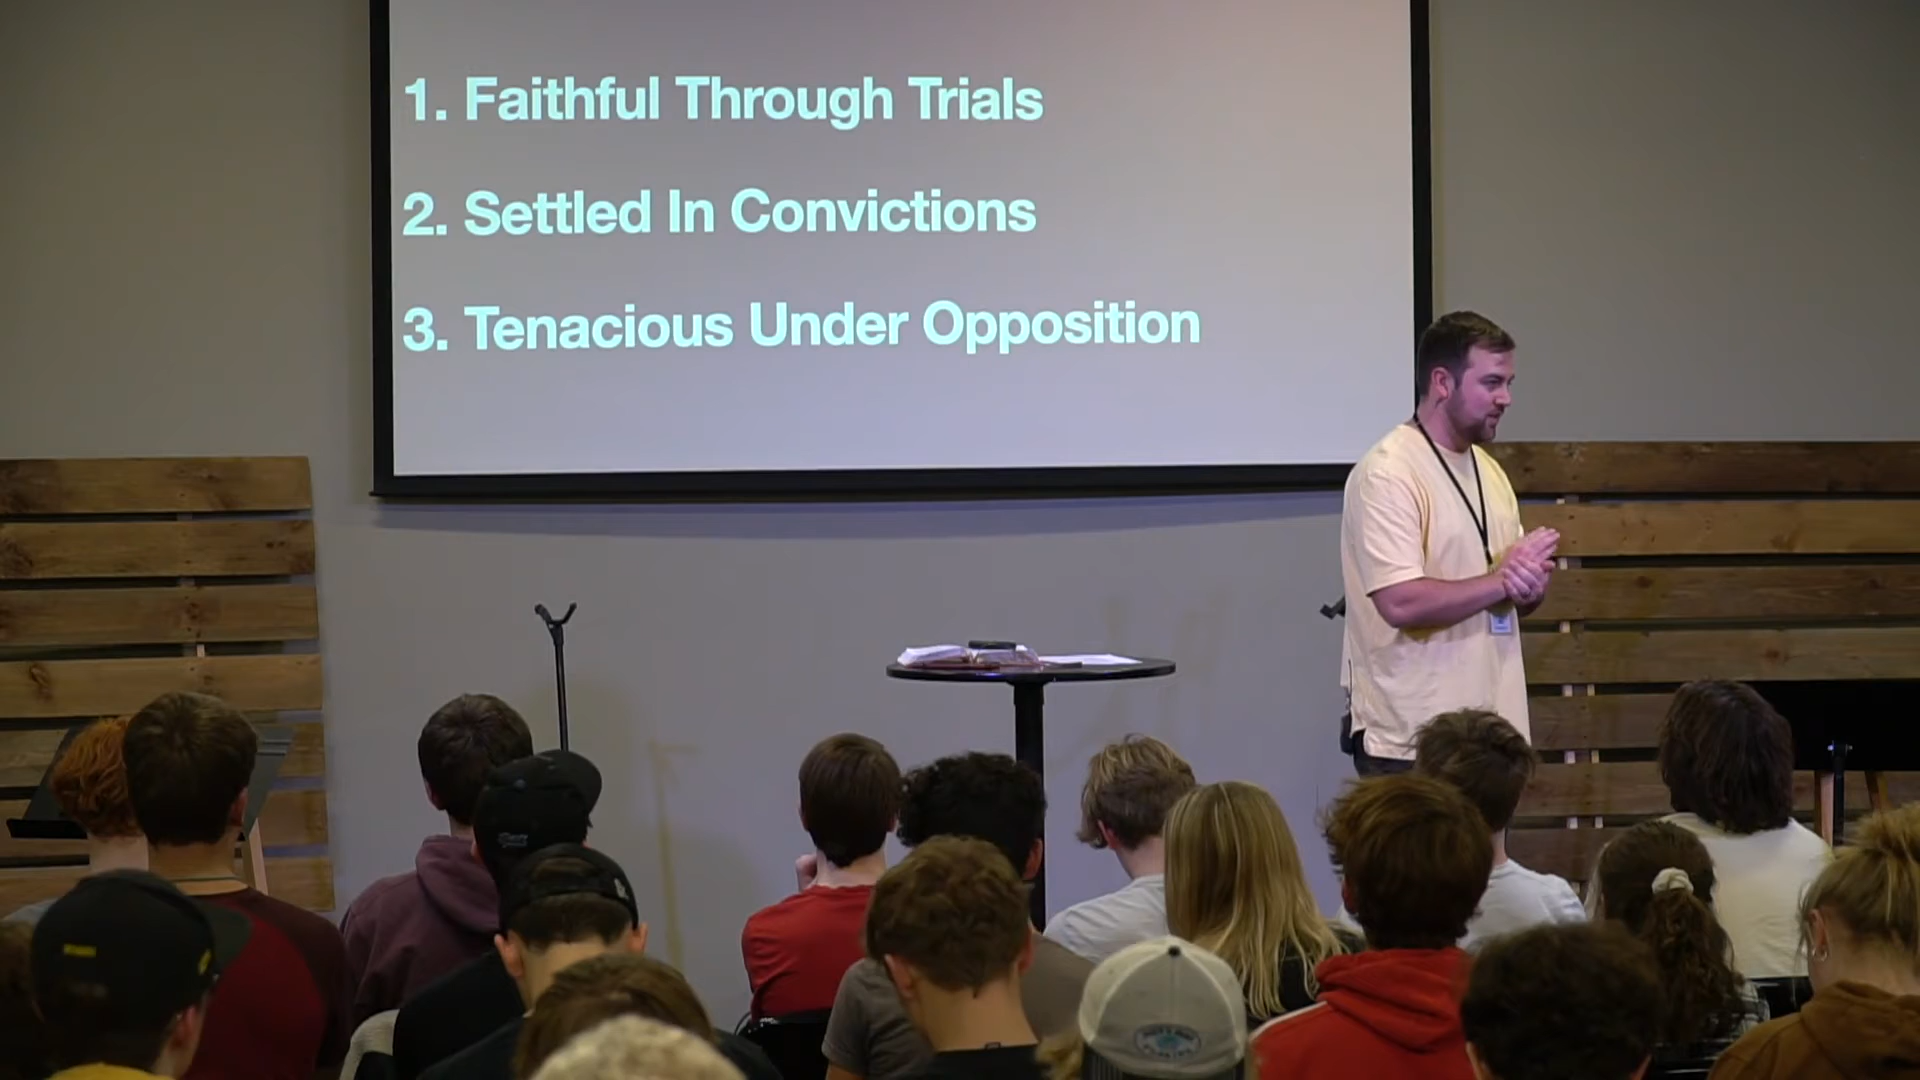 1. Faithful Through Trials
2. Settled In Convictions
3. Tenacious Under Opposition